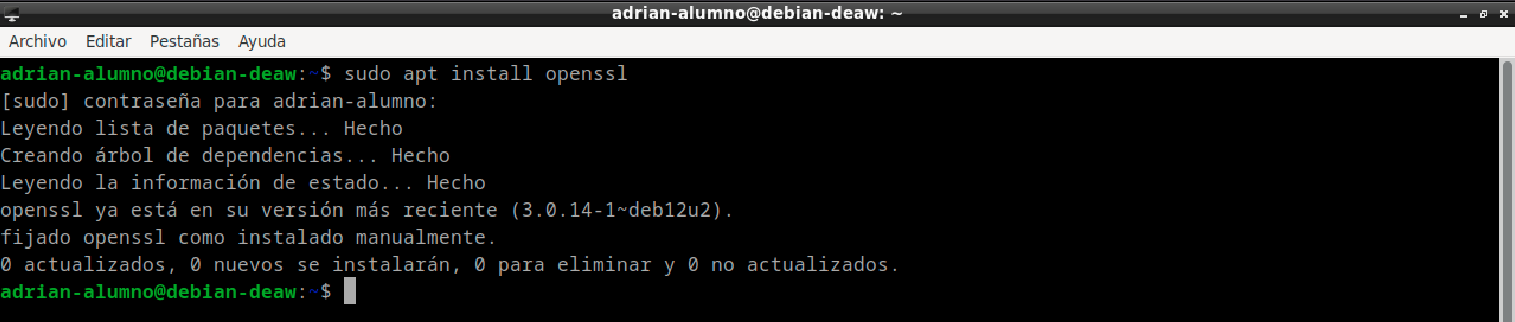 adrian-alumno@debian-deaw: ~
Archivo Editar Pestañas Ayuda
adrian-alumno@debian-deaw:~$ sudo apt install openssl
[sudo] contraseña para adrian-alumno:
Leyendo lista de paquetes... Hecho
Creando árbol de dependencias... Hecho
Leyendo la información de estado... Hecho
openssl ya está en su versión más reciente (3.0.14-1~deb12u2).
fijado openssl como instalado manualmente.
0 actualizados, 0 nuevos se instalarán, 0 para eliminar y 0 no actualizados.
adrian-alumno@debian-deaw:~$